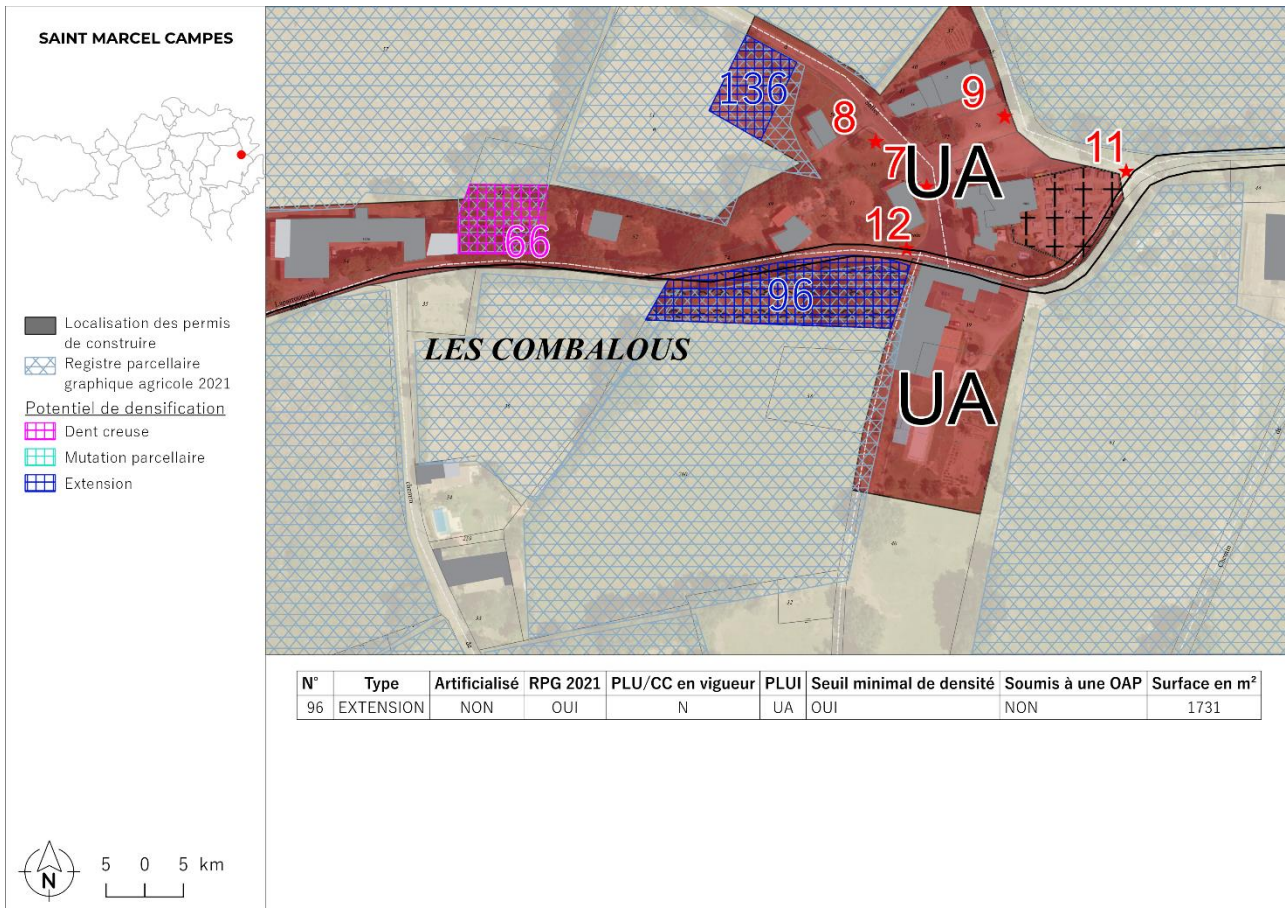 SAINT MARCEL CAMPES
Localisation des permis
de construire
Registre parcellaire
graphique agricole 2021
Potentiel de densification
Dent creuse
Mutation parcellaire
Extension
N
5 0 5 km
136
8
9
7
UA
11
12
66
96
LES COMBALOUS
UA
Chemin
chemin
N° Type Artificialisé RPG 2021 PLU/CC en vigueur PLUI Seuil minimal de densité Soumis à une OAP Surface en m²
96 EXTENSION NON OUI N UA OUI NON 1731